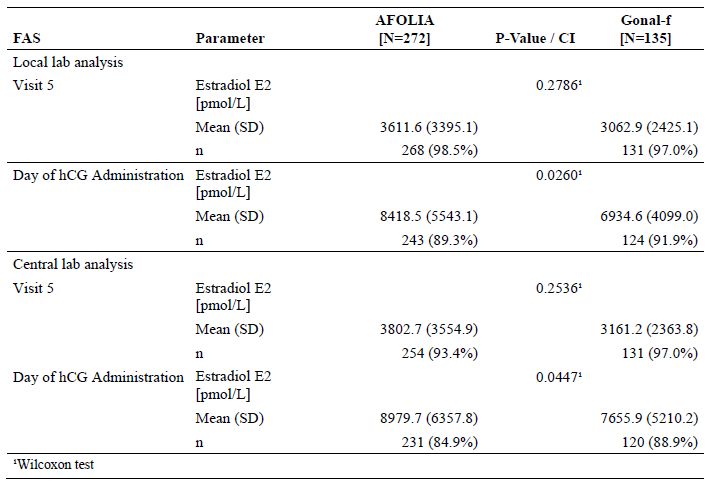 AFOLIA Gonal-f
FAS Parameter [N=272] P-Value / CI [N=135]
Local lab analysis
Visit 5 Estradiol E2 0.2786¹
[pmol/L]
Mean (SD) 3611.6 (3395.1) 3062.9 (2425.1)
n 268 (98.5%) 131 (97.0%)
Day of hCG Administration Estradiol E2 0.0260¹
[pmol/L]
Mean (SD) 8418.5 (5543.1) 6934.6 (4099.0)
n 243 (89.3%) 124 (91.9%)
Central lab analysis
Visit 5 Estradiol E2 0.2536¹
[pmol/L]
Mean (SD) 3802.7 (3554.9) 3161.2 (2363.8)
n 254 (93.4%) 131 (97.0%)
Day of hCG Administration Estradiol E2 0.0447¹
[pmol/L]
Mean (SD) 8979.7 (6357.8) 7655.9 (5210.2)
n 231 (84.9%) 120 (88.9%)
¹Wilcoxon test